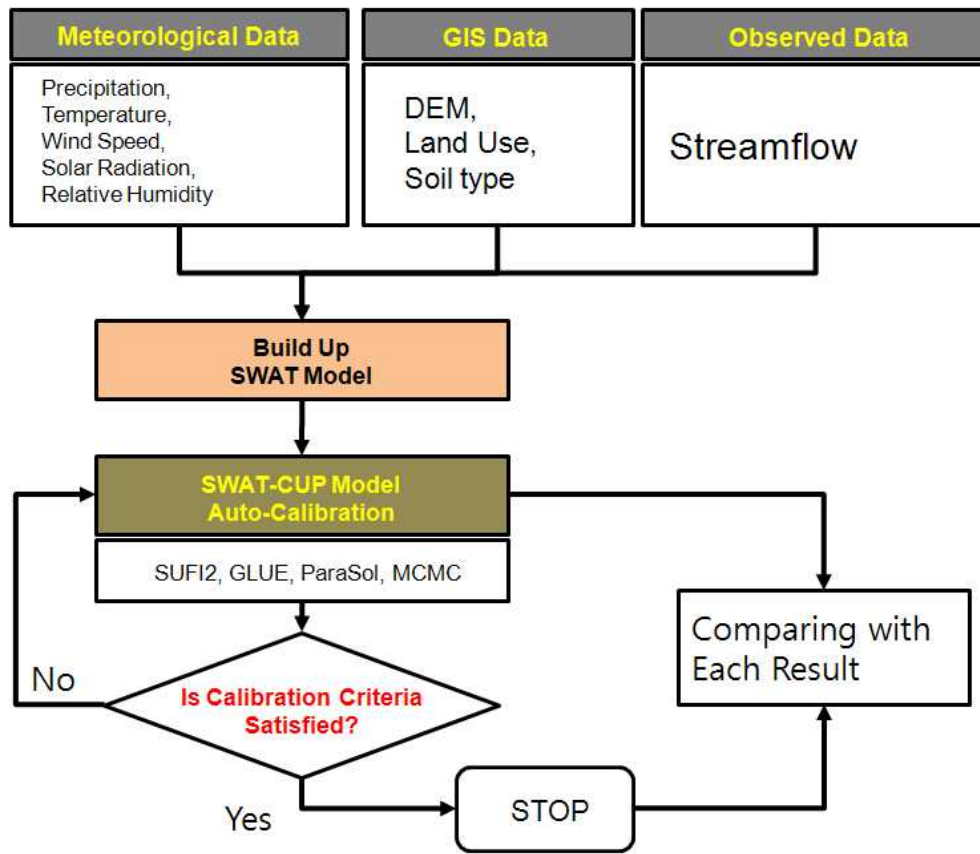 Meteorological Data
Precipitation,
Temperature,
Wind Speed,
Solar Radiation,
Relative Humidity
GIS Data
DEM,
Land Use,
Soil type
Observed Data
Streamflow
Build Up
SWAT Model
SWAT-CUP Model
Auto-Calibration
SUFI2, GLUE, ParaSol, MCMC
Is Calibration Criteria
Satisfied?
No
Yes
STOP
Comparing with
Each Result